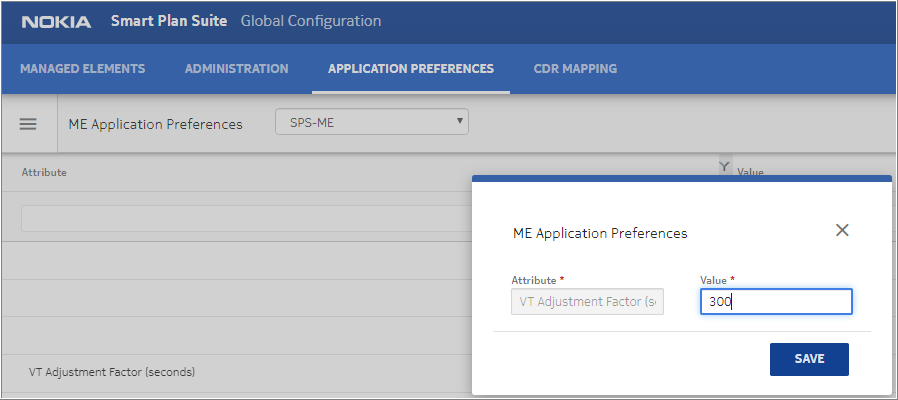 NOKIA Smart Plan Suite Global Configuration
MANAGED ELEMENTS ADMINISTRATION APPLICATION PREFERENCES CDR MAPPING
ME Application Preferences SPS-ME
Attribute Value
ME Application Preferences
Attribute * Value *
VT Adjustment Factor (se 300
SAVE
VT Adjustment Factor (seconds)